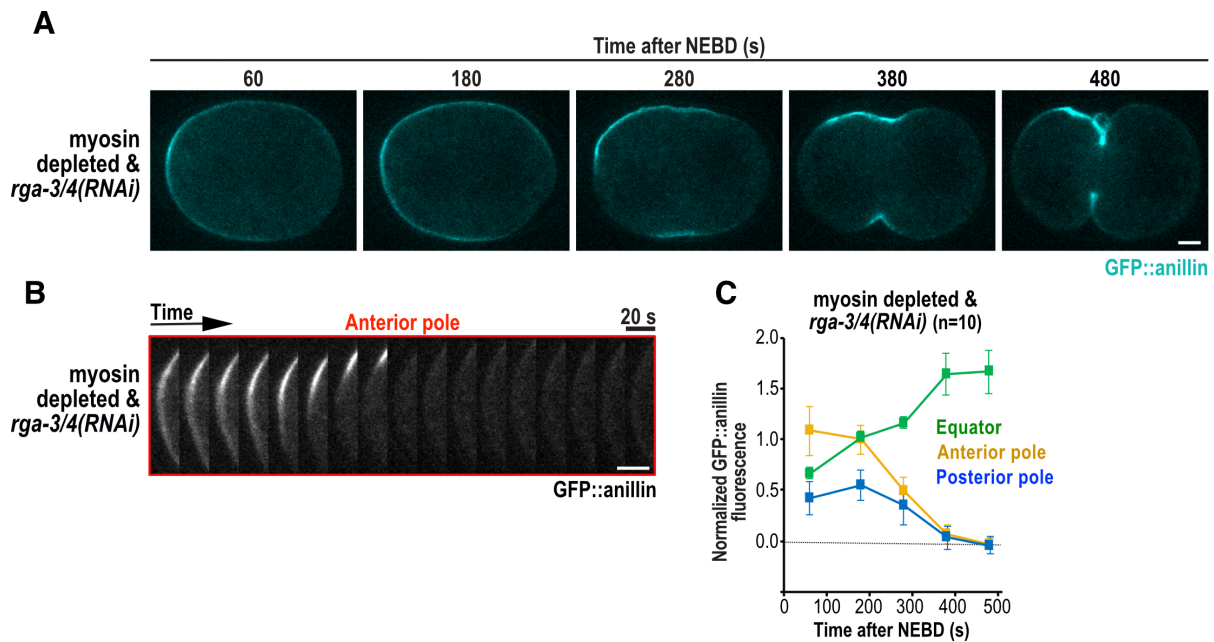 A
Time after NEBD (s)
60 180 280 380 480
myosin
depleted &
rga-3/4(RNAi)
GFP::anillin
B
Time
Anterior pole
20 s
myosin
depleted &
rga-3/4(RNAi)
GFP::anillin
C
myosin depleted &
rga-3/4(RNAi) (n=10)
Normalized GFP::anillin
fluorescence
2.0
1.5
1.0
0.5
0.0
Equator
Anterior pole
Posterior pole
0 100 200 300 400 500
Time after NEBD (s)